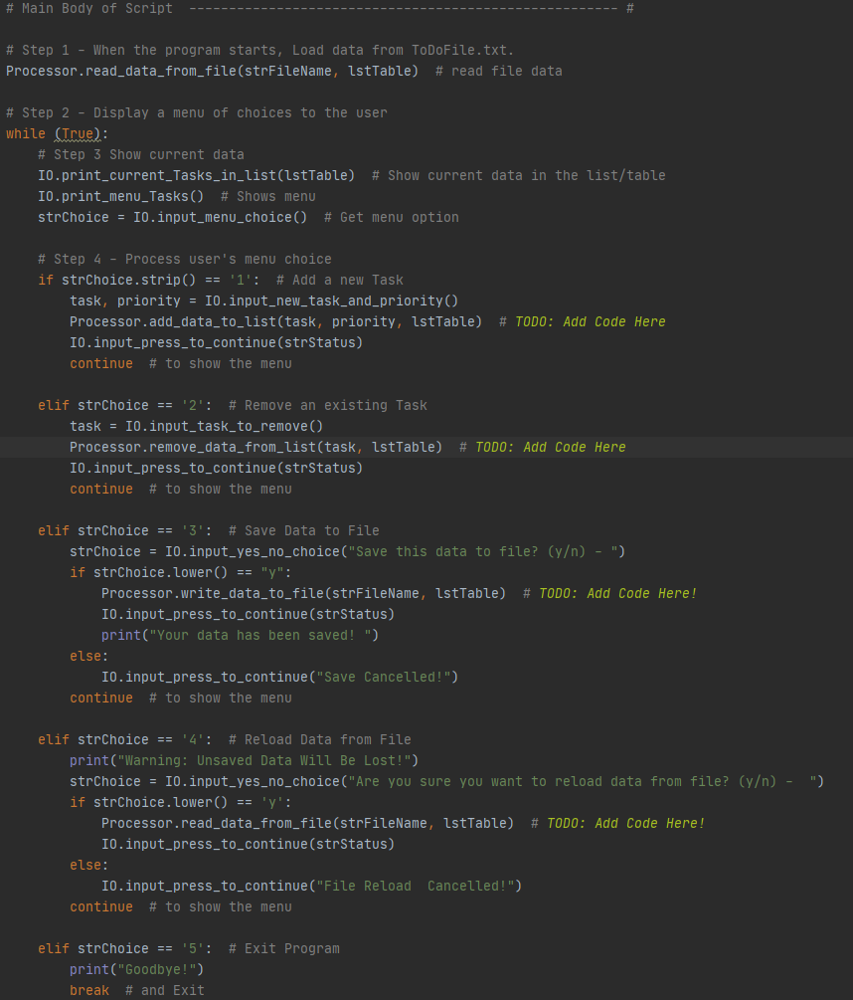 # Main Body of Script  ------------------------------------------------------ #

# Step 1 - When the program starts, Load data from ToDoFile.txt.
Processor.read_data_from_file(strFileName, lstTable)  # read file data

# Step 2 - Display a menu of choices to the user
while (True):
    # Step 3 Show current data
    IO.print_current_Tasks_in_list(lstTable)  # Show current data in the list/table
    IO.print_menu_Tasks()  # Shows menu
    strChoice = IO.input_menu_choice()  # Get menu option

    # Step 4 - Process user's menu choice
    if strChoice.strip() == '1':  # Add a new Task
        task, priority = IO.input_new_task_and_priority()
        Processor.add_data_to_list(task, priority, lstTable)  # TODO: Add Code Here
        IO.input_press_to_continue(strStatus)
        continue  # to show the menu

    elif strChoice == '2':  # Remove an existing Task
        task = IO.input_task_to_remove()
        Processor.remove_data_from_list(task, lstTable)  # TODO: Add Code Here
        IO.input_press_to_continue(strStatus)
        continue  # to show the menu

    elif strChoice == '3':  # Save Data to File
        strChoice = IO.input_yes_no_choice("Save this data to file? (y/n) - ")
        if strChoice.lower() == "y":
            Processor.write_data_to_file(strFileName, lstTable)  # TODO: Add Code Here!
            IO.input_press_to_continue(strStatus)
            print("Your data has been saved! ")
        else:
            IO.input_press_to_continue("Save Cancelled!")
        continue  # to show the menu

    elif strChoice == '4':  # Reload Data from File
        print("Warning: Unsaved Data Will Be Lost!")
        strChoice = IO.input_yes_no_choice("Are you sure you want to reload data from file? (y/n) -  ")
        if strChoice.lower() == 'y':
            Processor.read_data_from_file(strFileName, lstTable)  # TODO: Add Code Here!
            IO.input_press_to_continue(strStatus)
        else:
            IO.input_press_to_continue("File Reload  Cancelled!")
        continue  # to show the menu

    elif strChoice == '5':  # Exit Program
        print("Goodbye!")
        break  # and Exit